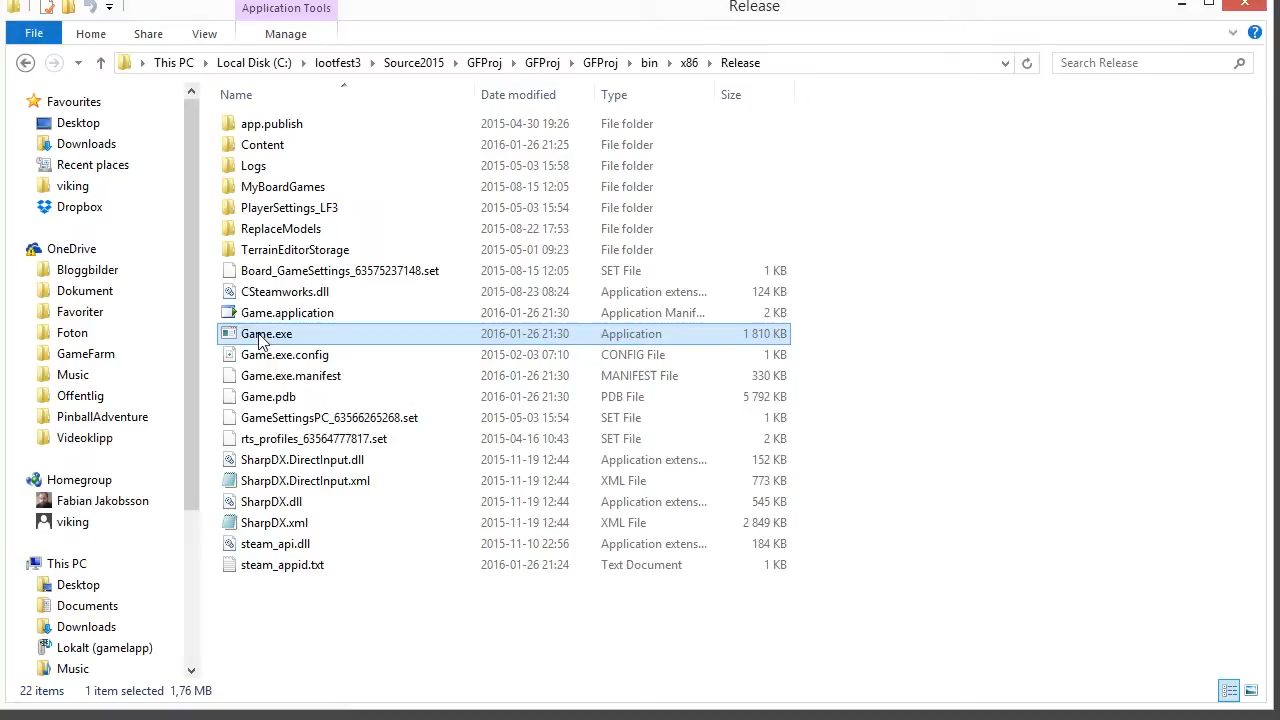 Application Tools
Release
File Home Share View Manage
This PC Local Disk (C:) lootfest3 Source2015 GFProj GFProj GFProj bin x86 Release
Search Release
Name Date modified Type Size
Favourites
Desktop
Downloads
Recent places
viking
Dropbox
OneDrive
Bloggbilder
Dokument
Favoriter
Foton
GameFarm
Music
Offentlig
PinballAdventure
Videoklipp
Homegroup
Fabian Jakobsson
viking
This PC
Desktop
Documents
Downloads
Lokalt (gamelapp)
Music
app.publish 2015-04-30 19:26 File folder
Content 2016-01-26 21:25 File folder
Logs 2015-05-03 15:58 File folder
MyBoardGames 2015-08-15 12:05 File folder
PlayerSettings_LF3 2015-05-03 15:54 File folder
ReplaceModels 2015-08-22 17:53 File folder
TerrainEditorStorage 2015-05-01 09:23 File folder
Board_GameSettings_63575237148.set 2015-08-15 12:05 SET File 1 KB
CSteamworks.dll 2015-08-23 08:24 Application extens... 124 KB
Game.application 2016-01-26 21:30 Application Manif... 2 KB
Game.exe 2016-01-26 21:30 Application 1 810 KB
Game.exe.config 2015-02-03 07:10 CONFIG File 1 KB
Game.exe.manifest 2016-01-26 21:30 MANIFEST File 330 KB
Game.pdb 2016-01-26 21:30 PDB File 5 792 KB
GameSettingsPC_63566265268.set 2015-05-03 15:54 SET File 1 KB
rts_profiles_63564777817.set 2015-04-16 10:43 SET File 2 KB
SharpDX.DirectInput.dll 2015-11-19 12:44 Application extens... 152 KB
SharpDX.DirectInput.xml 2015-11-19 12:44 XML File 773 KB
SharpDX.dll 2015-11-19 12:44 Application extens... 545 KB
SharpDX.xml 2015-11-19 12:44 XML File 2 849 KB
steam_api.dll 2015-11-10 22:56 Application extens... 184 KB
steam_appid.txt 2016-01-26 21:24 Text Document 1 KB
22 items 1 item selected 1,76 MB